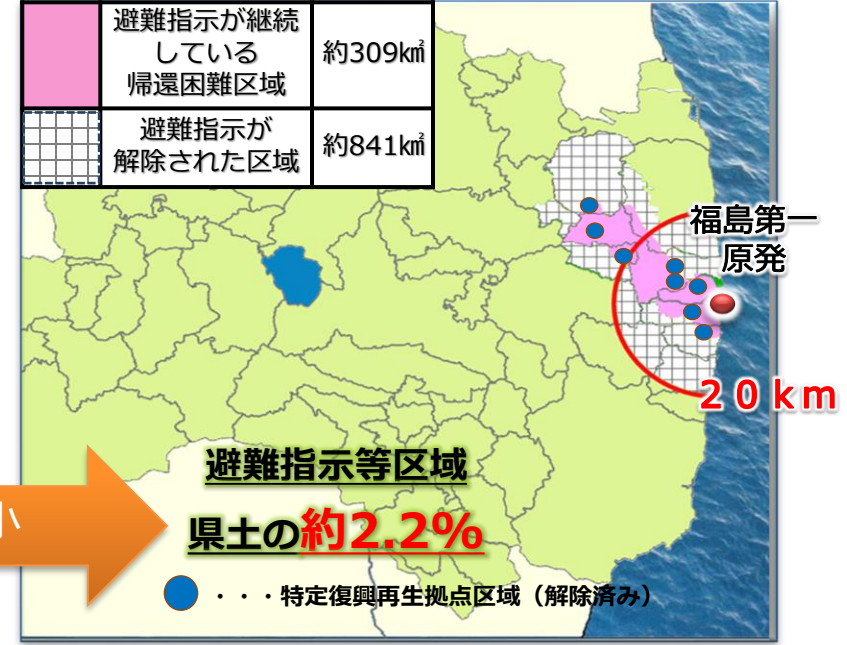 避難指示が継続
している
帰還困難区域
約309㎢
避難指示が
解除された区域
約841㎢
福島第一
原発
20km
小
避難指示等区域
県土の約2.2%
・・・特定復興再生拠点区域（解除済み）